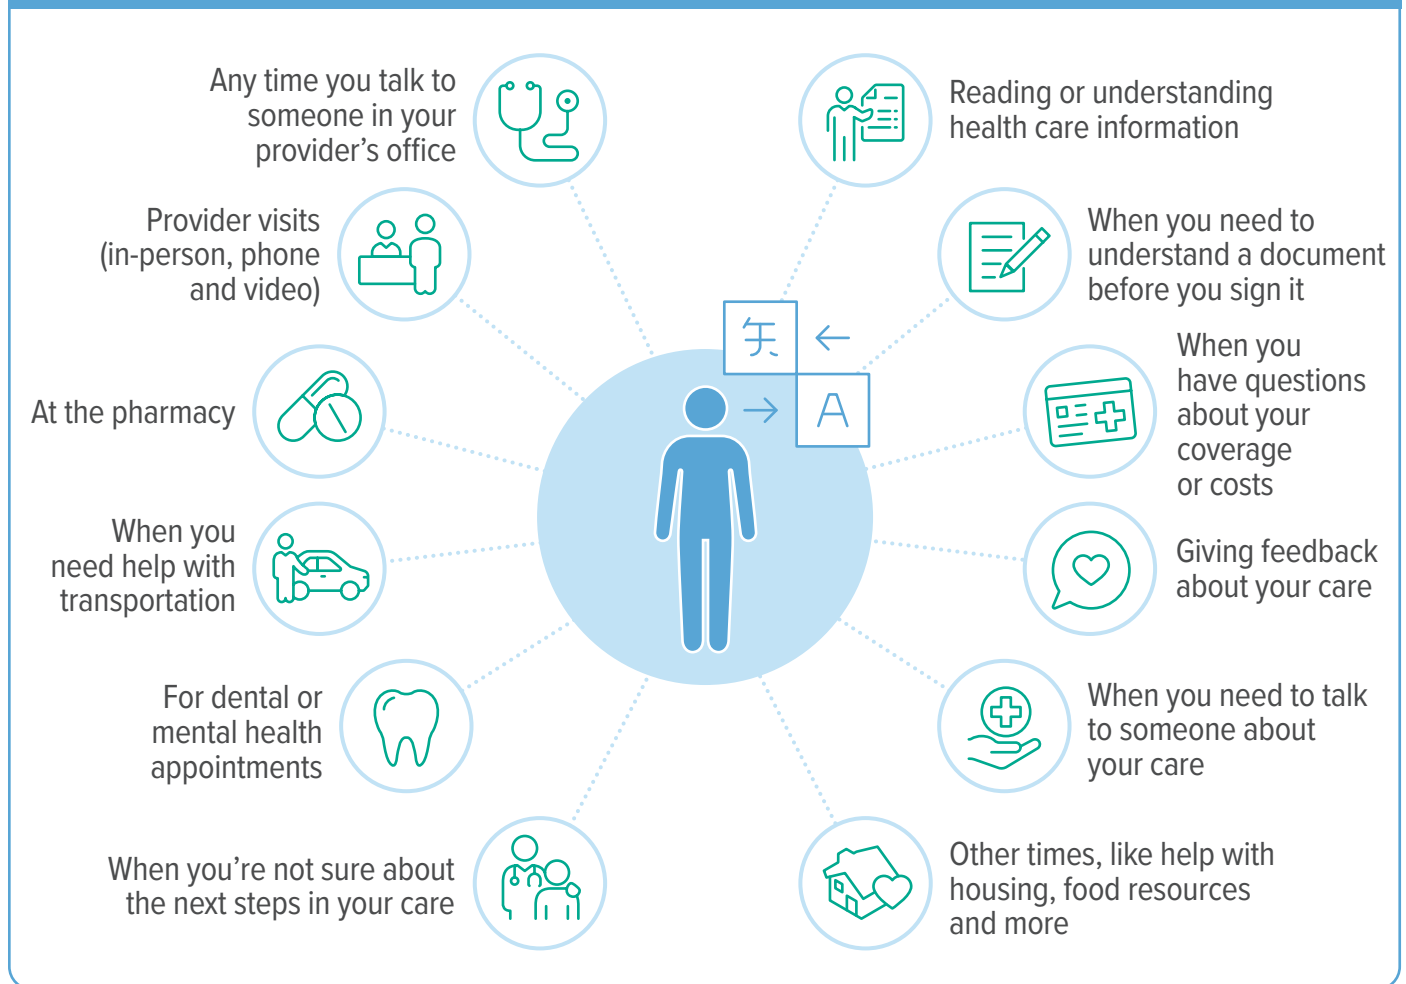 Any time you talk to
someone in your
provider’s office
Provider visits
(in-person, phone
and video)
At the pharmacy
When you
need help with
transportation
For dental or
mental health
appointments
When you’re not sure about
the next steps in your care
Reading or understanding
health care information
When you need to
understand a document
before you sign it
When you
have questions
about your
coverage
or costs
Giving feedback
about your care
When you need to talk
to someone about
your care
Other times, like help with
housing, food resources
and more
A